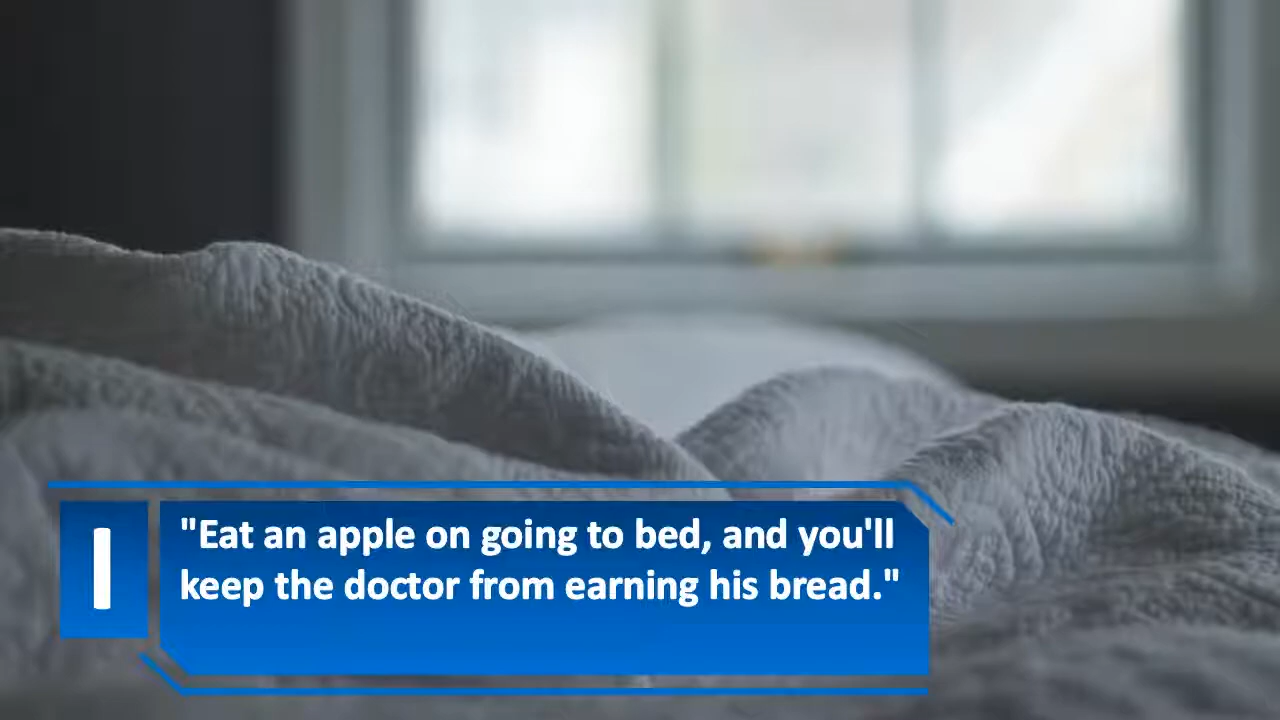 I
"Eat an apple on going to bed, and you'll
keep the doctor from earning his bread."